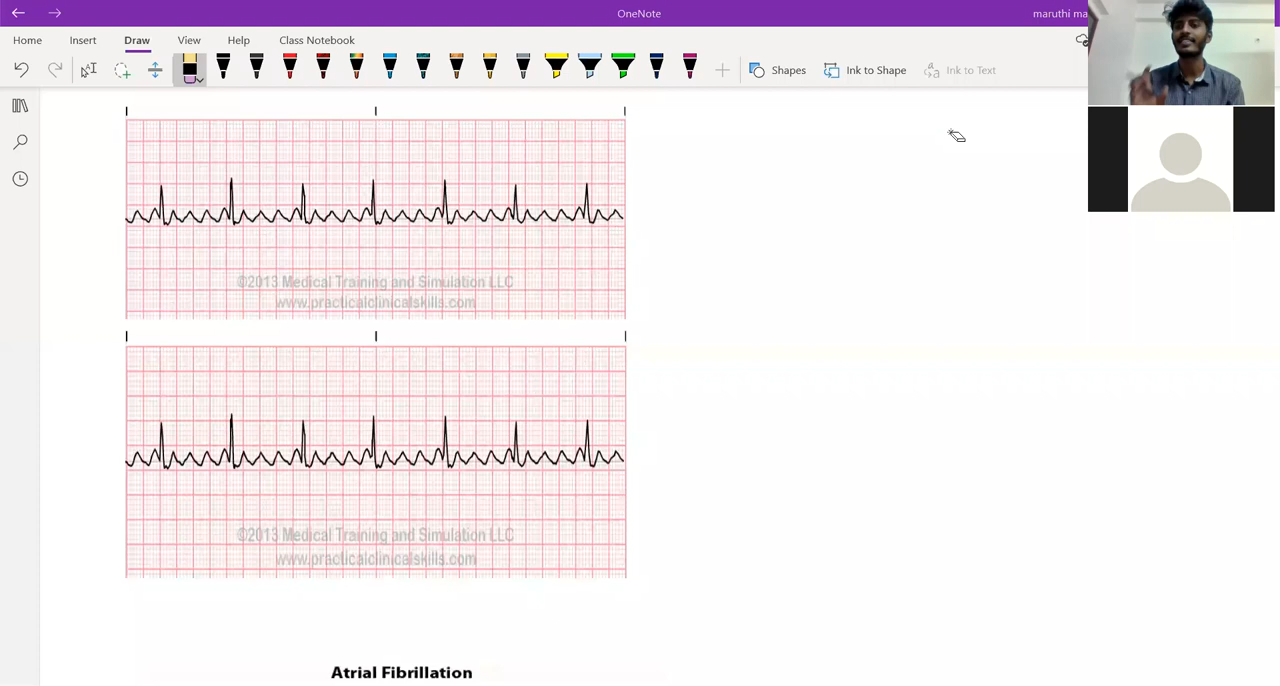 OneNote
maruthi ma
Home Insert Draw View Help Class Notebook
Shapes Ink to Shape Ink to Text
©2013 Medical Training and Simulation LLC
www.practicalclinicalskills.com
©2013 Medical Training and Simulation LLC
www.practicalclinicalskills.com
Atrial Fibrillation